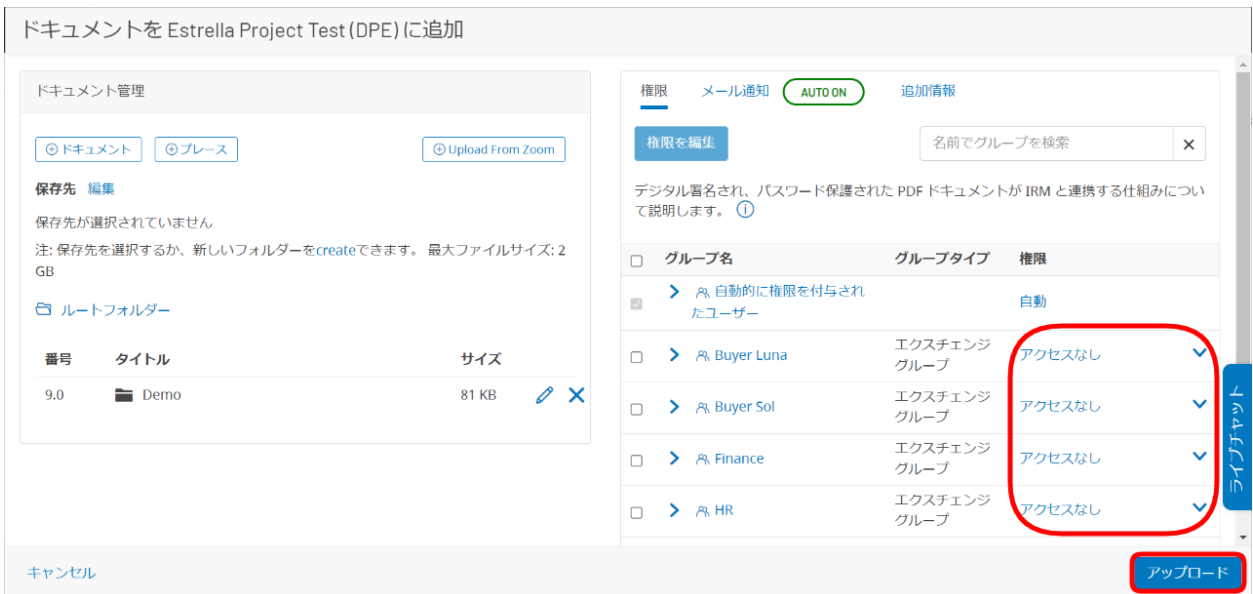 ドキュメントを Estrella Project Test (DPE) に追加
ドキュメント管理
ドキュメント
プレース
Upload From Zoom
保存先 編集
保存先が選択されていません
注: 保存先を選択するか、新しいフォルダーをcreateできます。 最大ファイルサイズ: 2
GB
ルートフォルダー
番号 タイトル サイズ
9.0 Demo 81 KB
権限 メール通知 AUTO ON 追加情報
権限を編集
名前でグループを検索
デジタル署名され、パスワード保護された PDF ドキュメントが IRM と連携する仕組みについ
て説明します。
グループ名 グループタイプ 権限
自動的に権限を付与され
たユーザー
自動
Buyer Luna
エクスチェンジ
グループ
アクセスなし
Buyer Sol
エクスチェンジ
グループ
アクセスなし
Finance
エクスチェンジ
グループ
アクセスなし
HR
エクスチェンジ
グループ
アクセスなし
ライブチャット
キャンセル
アップロード